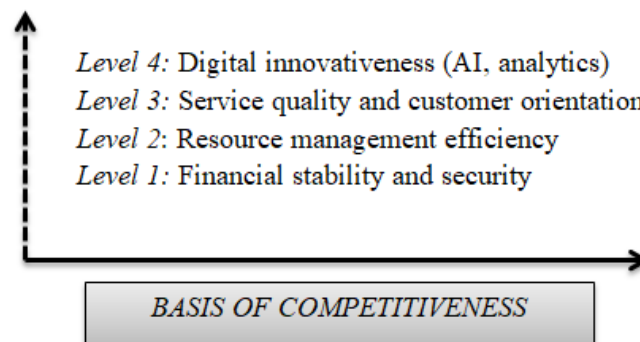 Level 4: Digital innovativeness (AI, analytics)
Level 3: Service quality and customer orientation
Level 2: Resource management efficiency
Level 1: Financial stability and security
BASIS OF COMPETITIVENESS